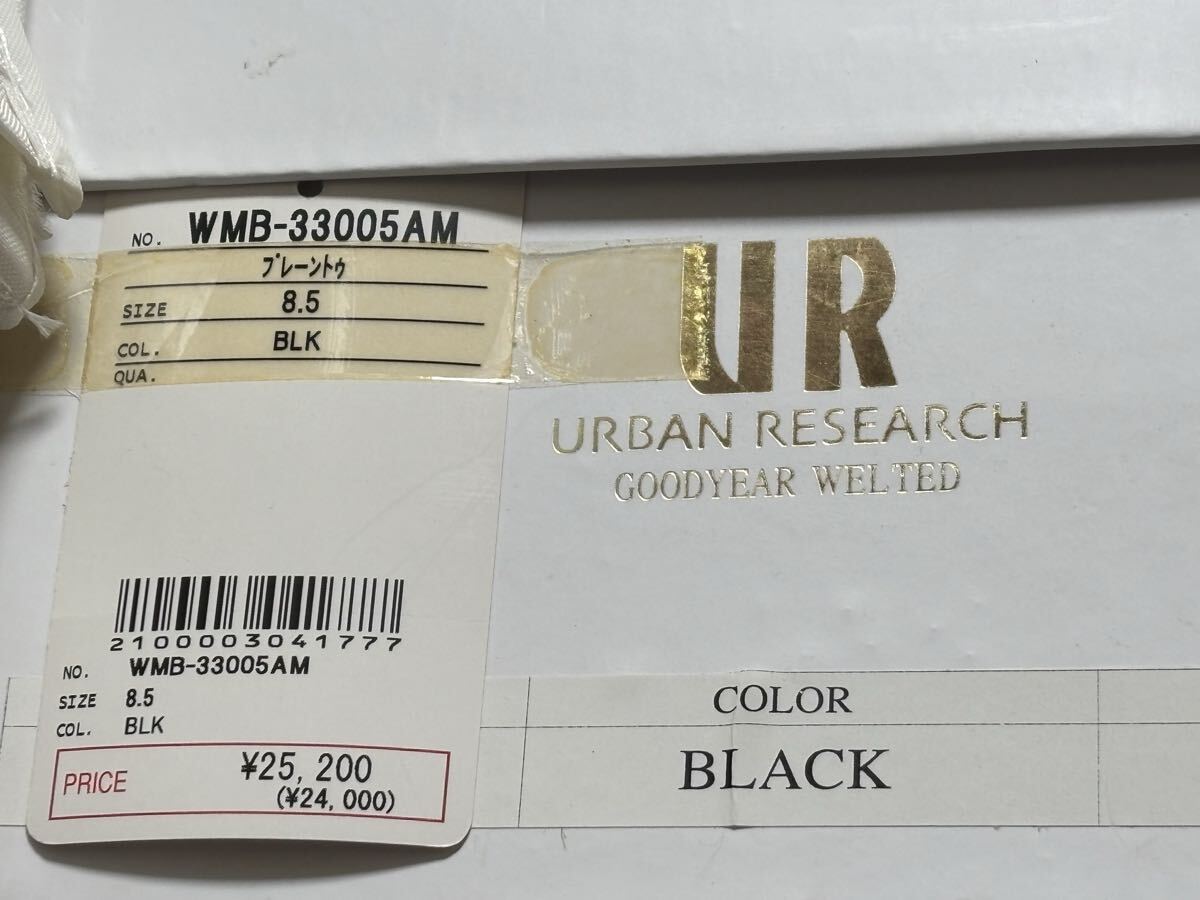 NO. WMB-33005AM
プレーントゥ
SIZE 8.5
COL. BLK
QUA.
2100003041777
NO. WMB-33005AM
SIZE 8.5
COL. BLK
PRICE ¥25,200
(¥24,000)
UR
URBAN RESEARCH
GOODYEAR WELTED
COLOR
BLACK